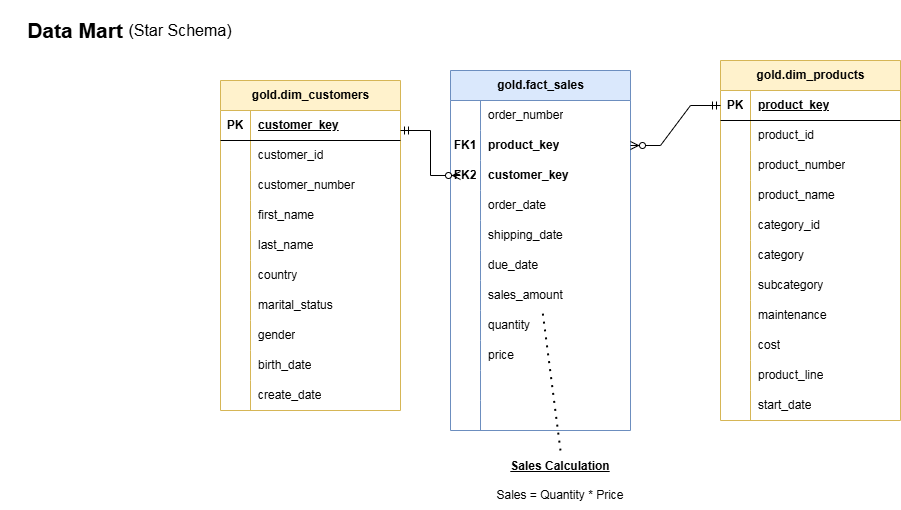 Data Mart (Star Schema)
gold.dim_customers
PK customer_key
customer_id
customer_number
first_name
last_name
country
marital_status
gender
birth_date
create_date
gold.fact_sales
order_number
FK1 product_key
FK2 customer_key
order_date
shipping_date
due_date
sales_amount
quantity
price
gold.dim_products
PK product_key
product_id
product_number
product_name
category_id
category
subcategory
maintenance
cost
product_line
start_date
Sales Calculation
Sales = Quantity * Price